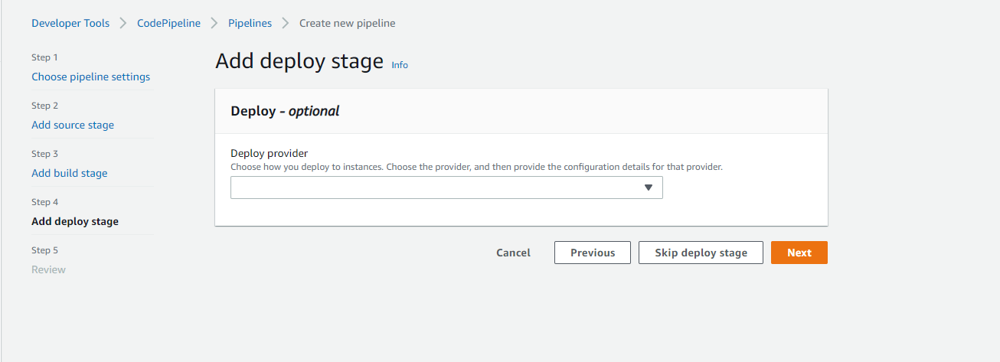 Developer Tools
CodePipeline
Pipelines
Create new pipeline
Step 1
Choose pipeline settings
Step 2
Add source stage
Step 3
Add build stage
Step 4
Add deploy stage
Step 5
Review
Add deploy stage Info
Deploy - optional
Deploy provider
Choose how you deploy to instances. Choose the provider, and then provide the configuration details for that provider.
Cancel
Previous
Skip deploy stage
Next